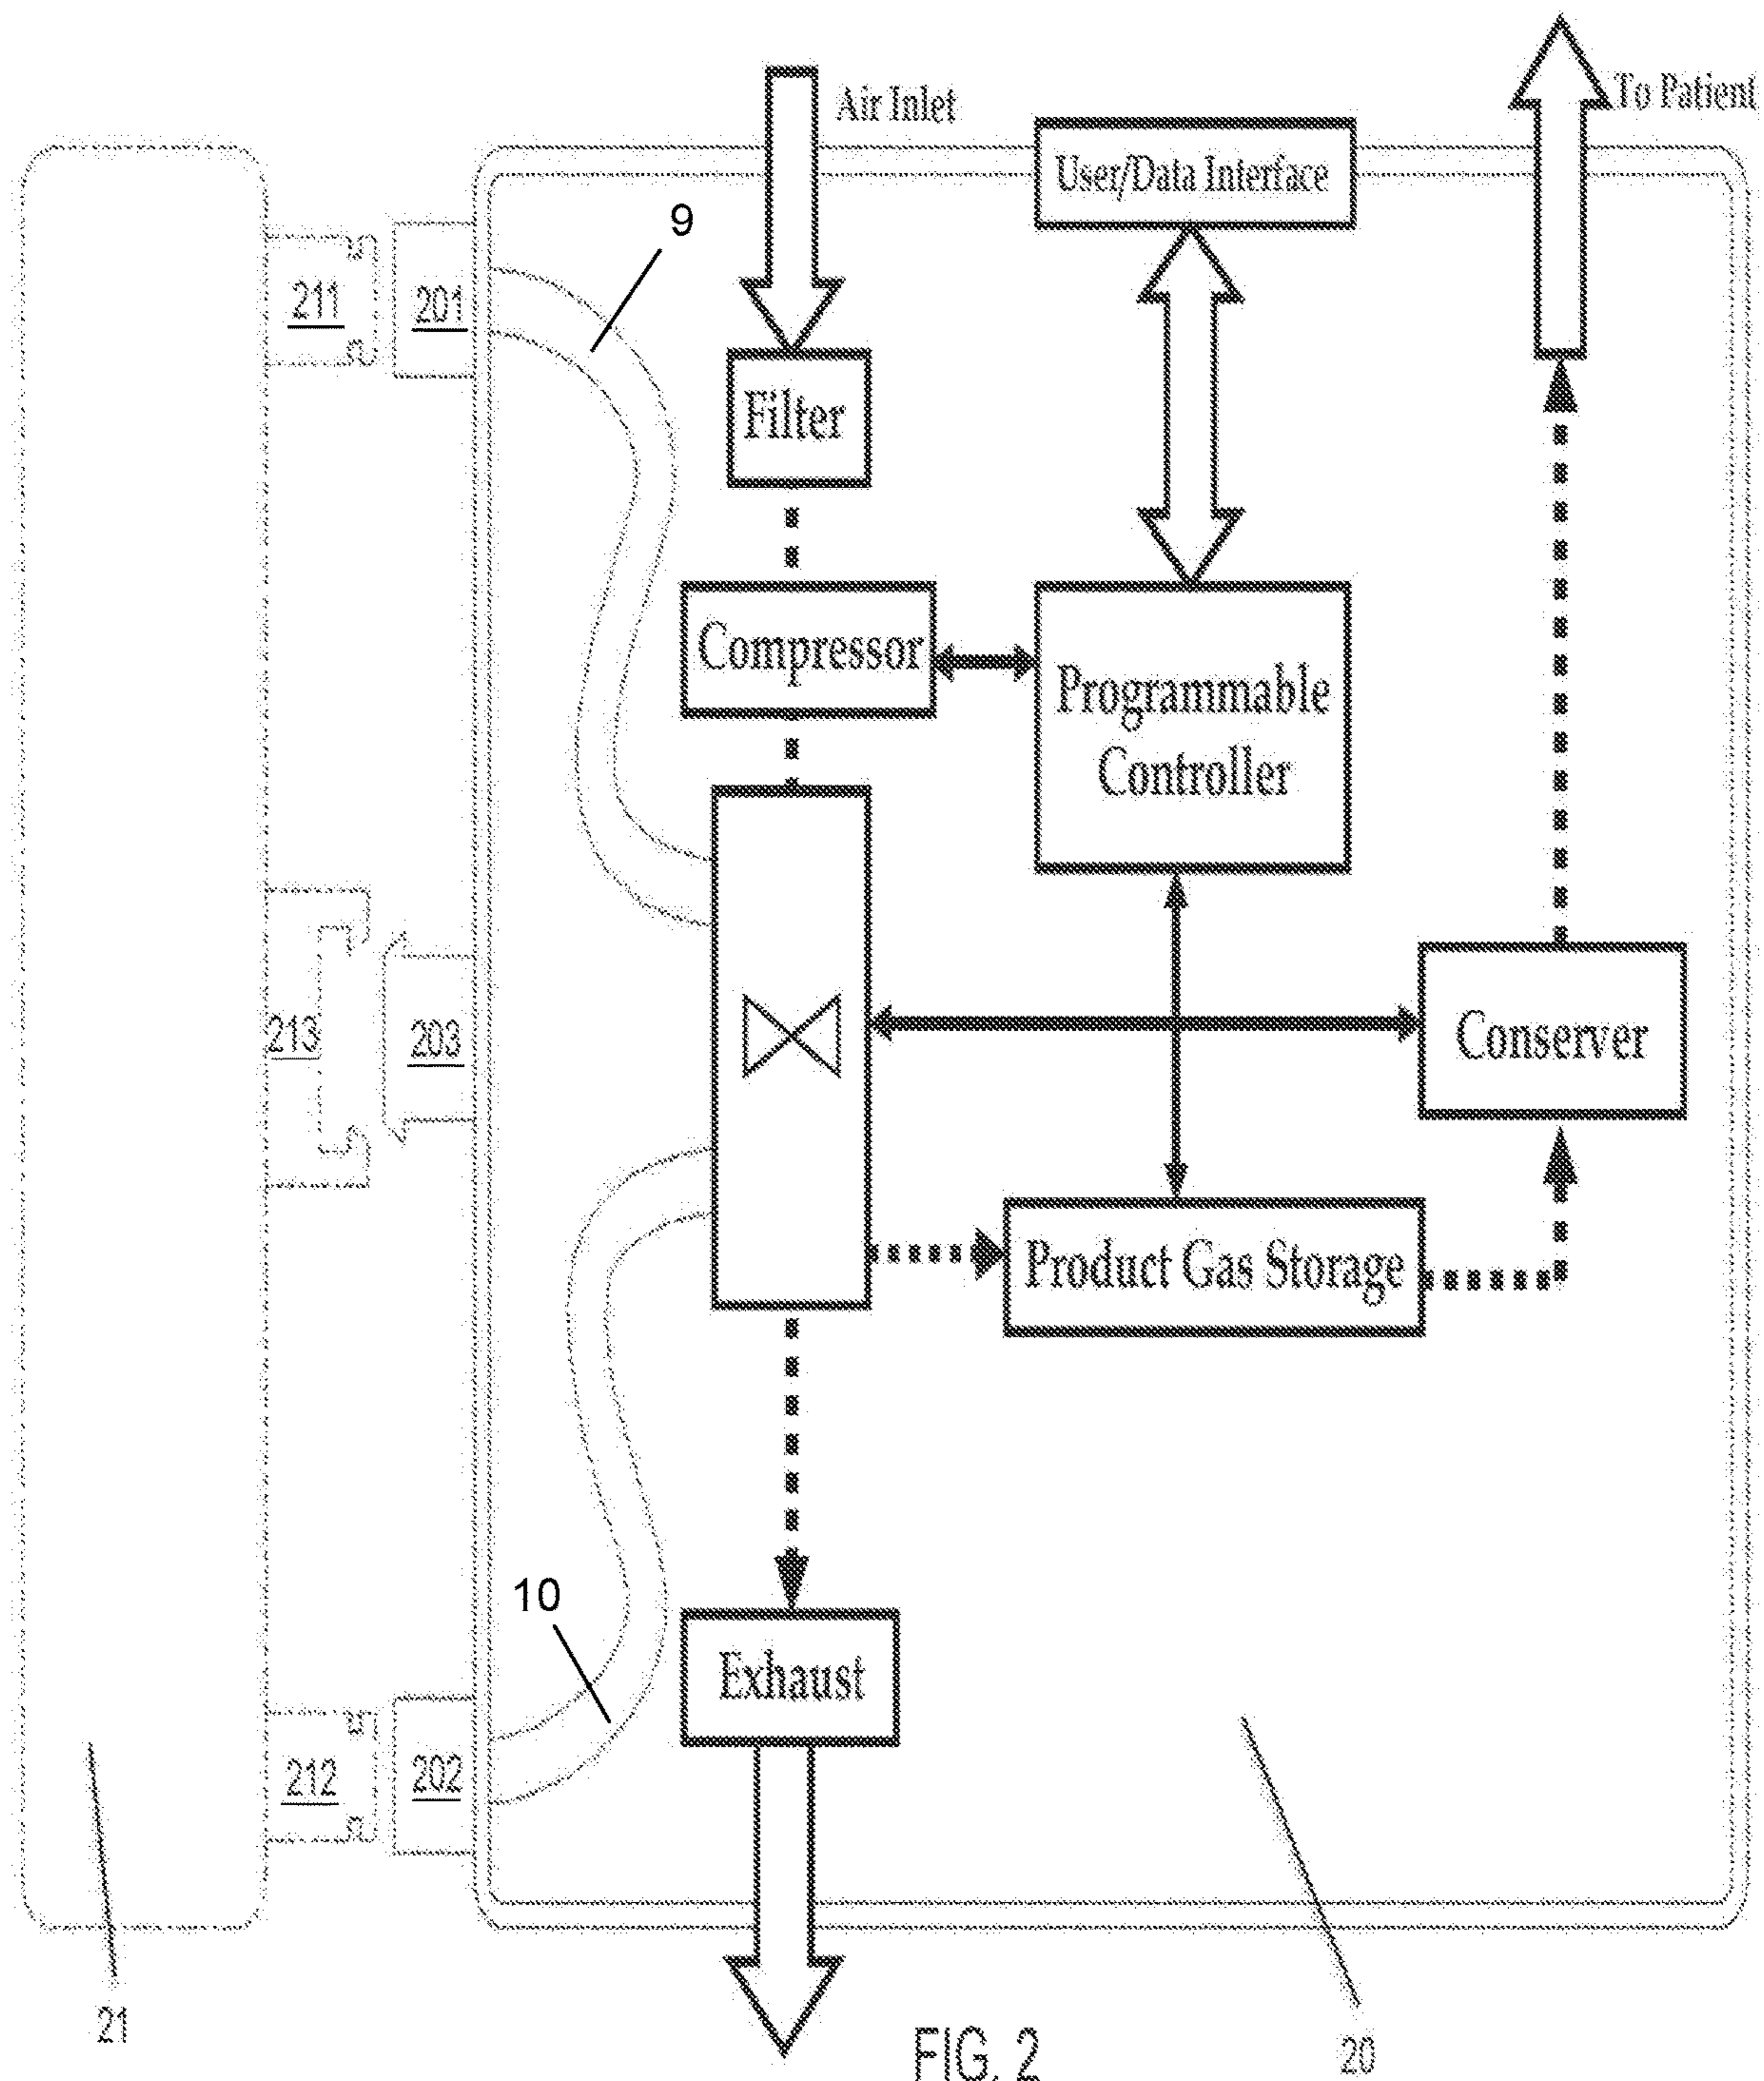 Air Inlet
To Patient
User/Data Interface
9
211
201
Filter
Compressor
Programmable
Controller
213
203
Conserver
Product Gas Storage
10
Exhaust
212
202
21
20
FIG. 2